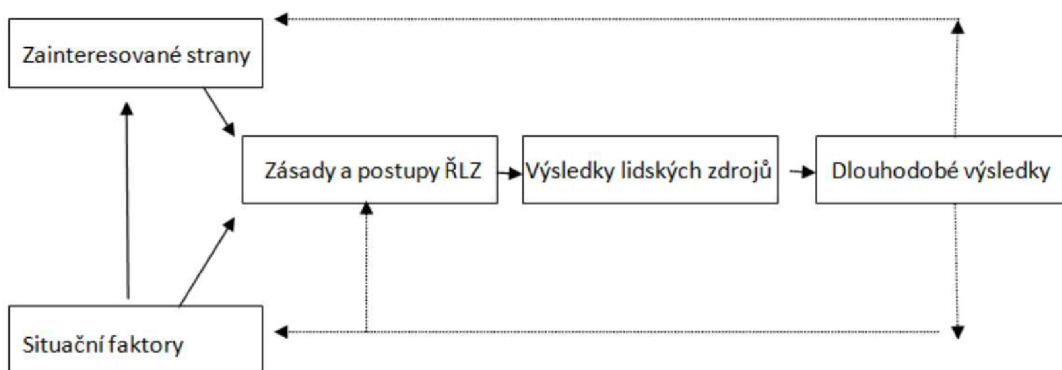 Zainteresované strany
Zásady a postupy ŘLZ
Výsledky lidských zdrojů
Dlouhodobé výsledky
Situační faktory